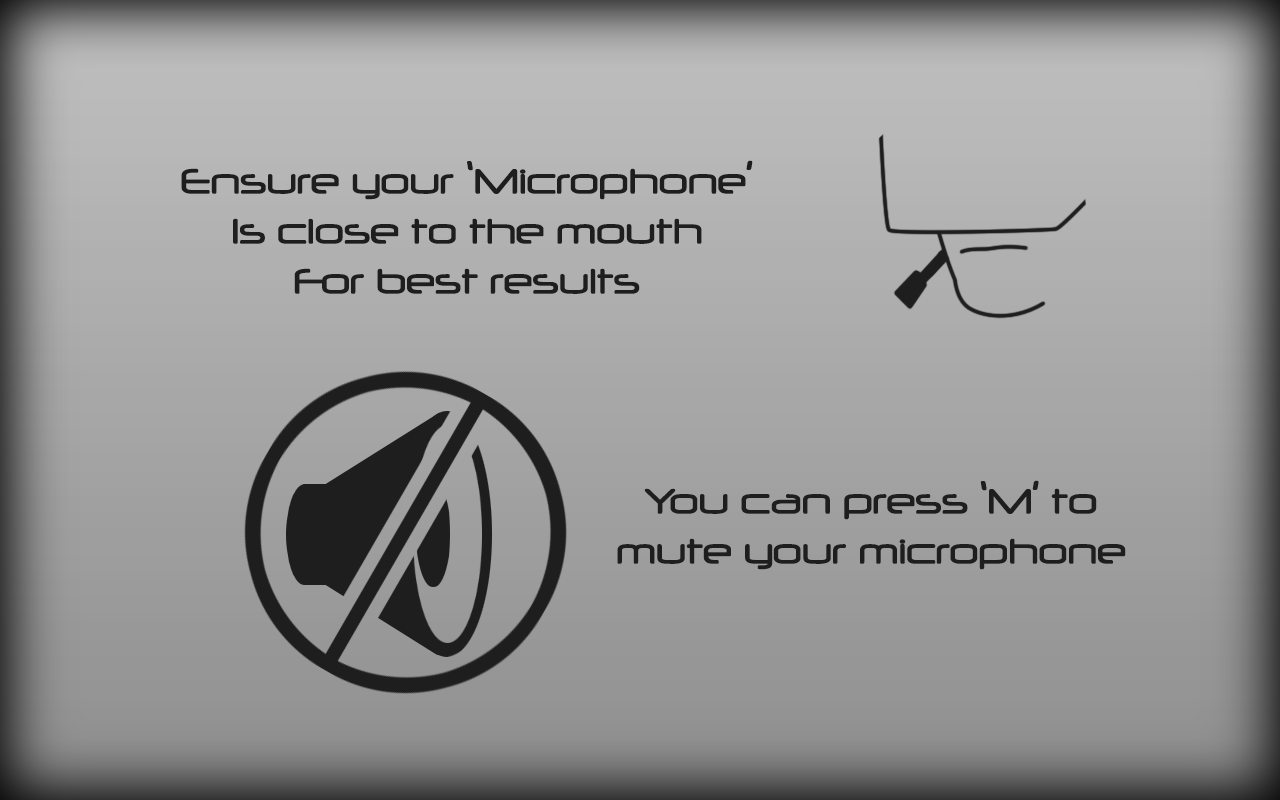 Ensure your 'Microphone'
Is close to the mouth
For best results
You can press 'M' to
mute your microphone